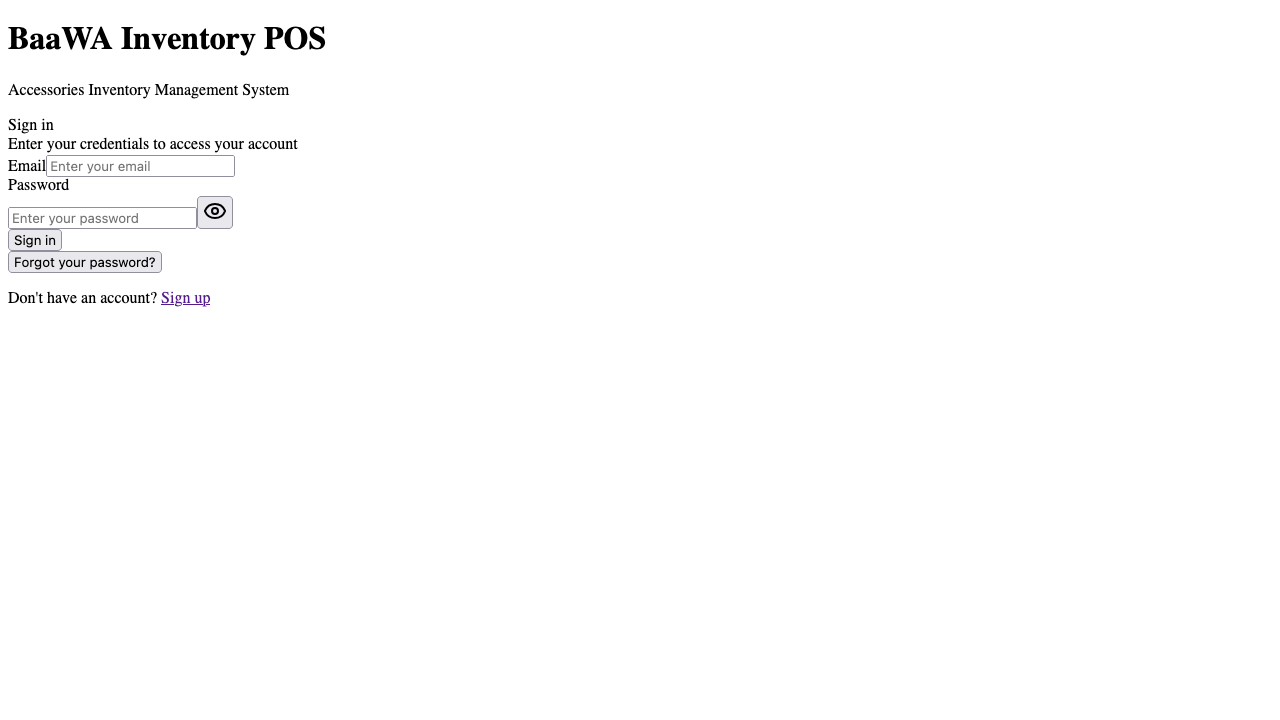 BaaWA Inventory POS
Accessories Inventory Management System
Sign in
Enter your credentials to access your account
Email Enter your email
Password
Enter your password
Sign in
Forgot your password?
Don't have an account? Sign up